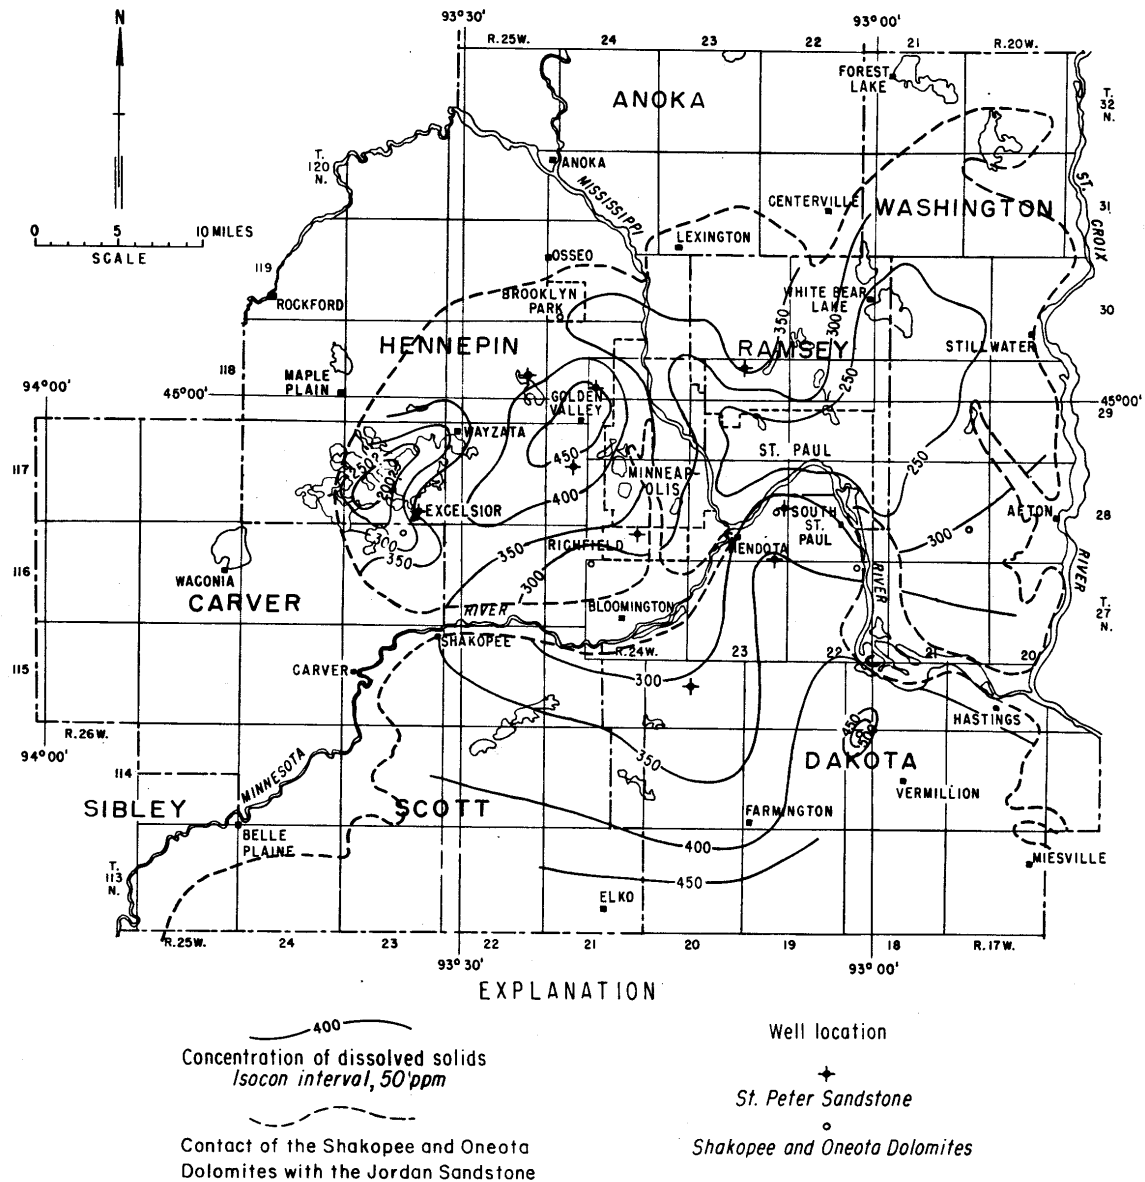 N
93°30'
93°00'
R.25W.
24
23
22
21
R.20W.
FOREST
LAKE
ANOKA
T.
32
N.
T.
120
N.
ANOKA
MISSISSIPPI
ST. CROIX
CENTERVILLE
WASHINGTON
31
0 5 10 MILES
SCALE
LEXINGTON
OSSEO
119
ROCKFORD
BROOKLYN
PARK
WHITE BEAR
LAKE
350
300
30
HENNEPIN
RAMSEY
STILLWATER
118
MAPLE
PLAIN
250
94°00'
45°00'
45°00'
29
GOLDEN
VALLEY
WAYZATA
ST. PAUL
450
250
117
250
MINNEAP-
OLIS
400
EXCELSIOR
SOUTH
ST.
PAUL
AFTON
28
300
350
RICHFIELD
350
MENDOTA
300
RIVER
116
WACONIA
300
CARVER
RIVER
BLOOMINGTON
RIVER
T.
27
N.
SHAKOPEE
115
CARVER
R.24W.
23
22
21
20
300
HASTINGS
R.26W.
94°00'
450
500
350
DAKOTA
114
MINNESOTA
VERMILLION
SIBLEY
SCOTT
FARMINGTON
BELLE
PLAINE
400
MIESVILLE
T.
113
N.
450
ELKO
R.25W.
24
23
22
21
20
19
18
R.17W.
93°30'
93°00'
EXPLANATION
400
Concentration of dissolved solids
Isocon interval, 50 ppm
Contact of the Shakopee and Oneota
Dolomites with the Jordan Sandstone
Well location
St. Peter Sandstone
Shakopee and Oneota Dolomites